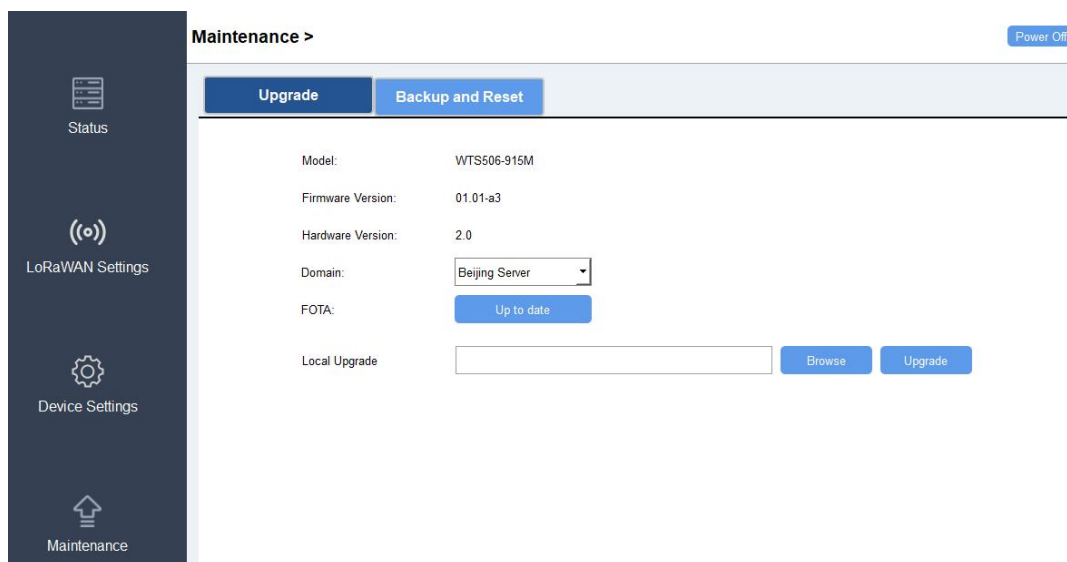 Maintenance >
Power Off
Status
LoRaWAN Settings
Device Settings
Maintenance
Upgrade
Backup and Reset
Model: WTS506-915M
Firmware Version: 01.01-a3
Hardware Version: 2.0
Domain: Beijing Server
FOTA: Up to date
Local Upgrade Browse Upgrade